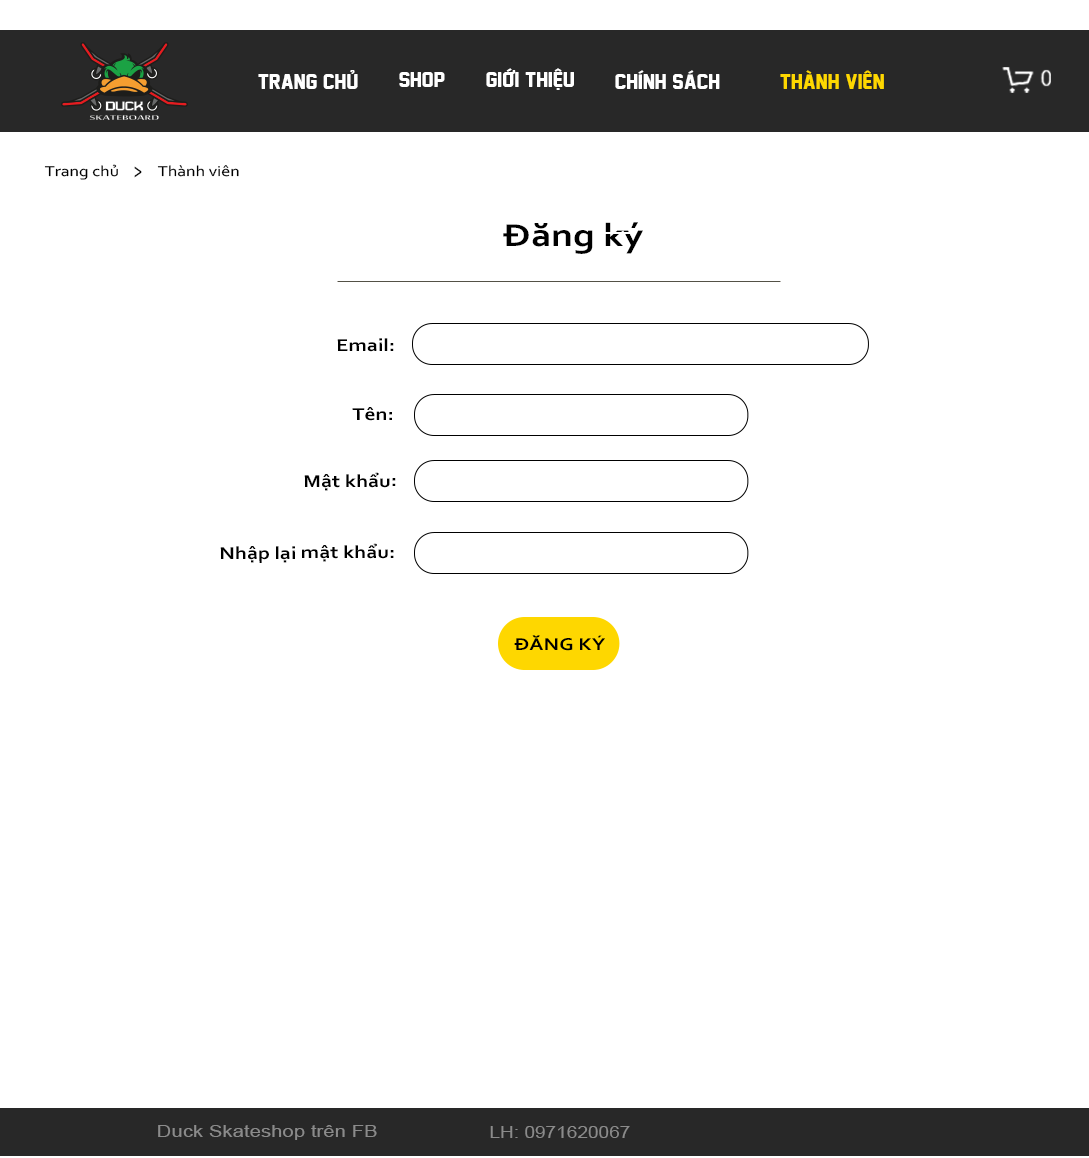 DUCK
SKATEBOARD
TRANG CHỦ SHOP GIỚI THIỆU CHÍNH SÁCH THÀNH VIÊN 0
Trang chủ > Thành viên
Đăng ký
Email:
Tên:
Mật khẩu:
Nhập lại mật khẩu:
ĐĂNG KÝ
Duck Skateshop trên FB LH: 0971620067